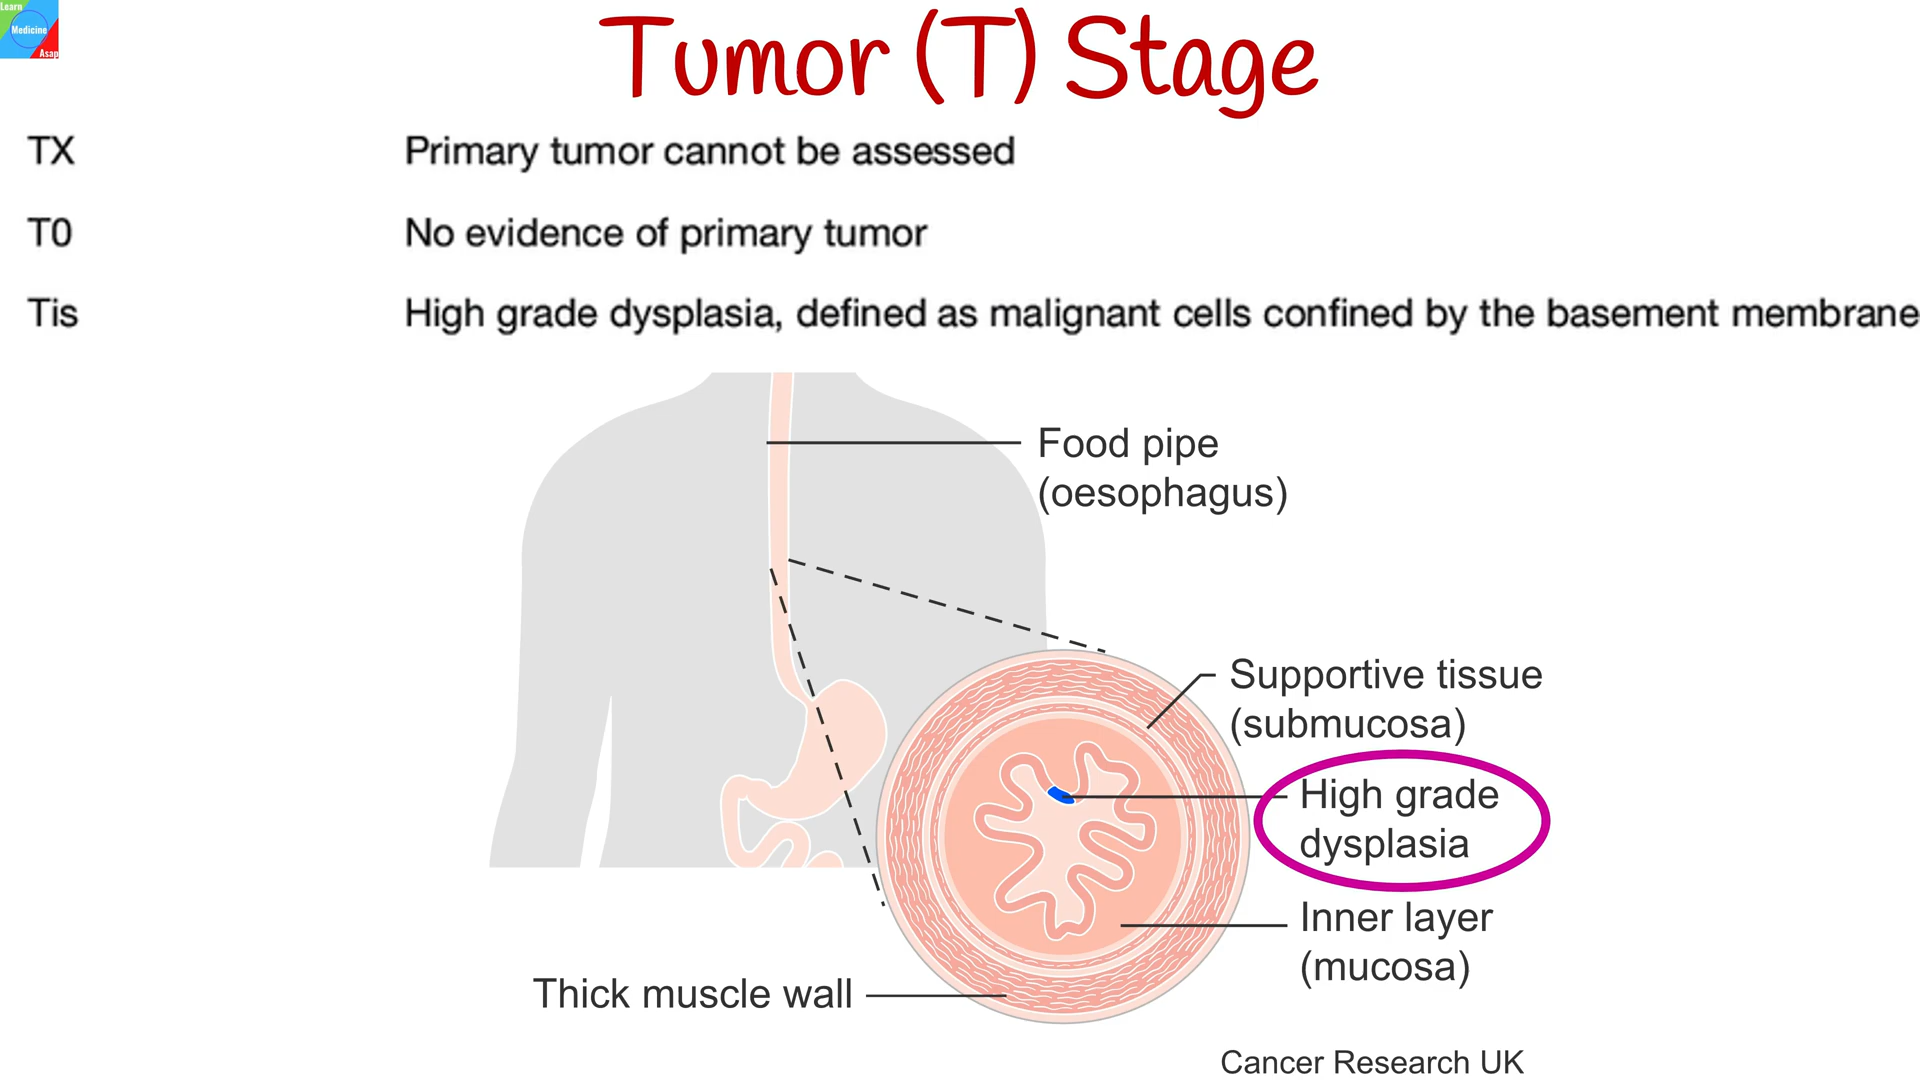 Learn
Medicine
Asap
Tumor (T) Stage
TX Primary tumor cannot be assessed
T0 No evidence of primary tumor
Tis High grade dysplasia, defined as malignant cells confined by the basement membrane
Food pipe
(oesophagus)
Supportive tissue
(submucosa)
High grade
dysplasia
Inner layer
(mucosa)
Thick muscle wall
Cancer Research UK